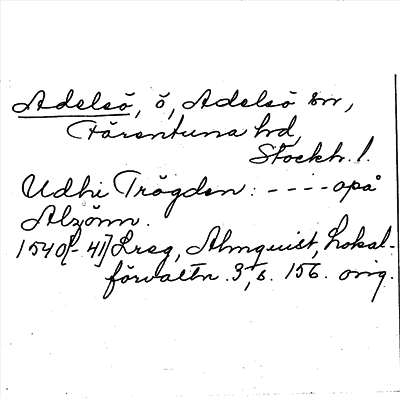 Adelsö, ö, Adelsö sn,
Färentuna hd,
Stockh. l.
Udhi Trögden: ---- opå
Alzönn.
1540[-41] Lreg, Almquist, Lokal-
förvaltn. 3, s. 156. orig.